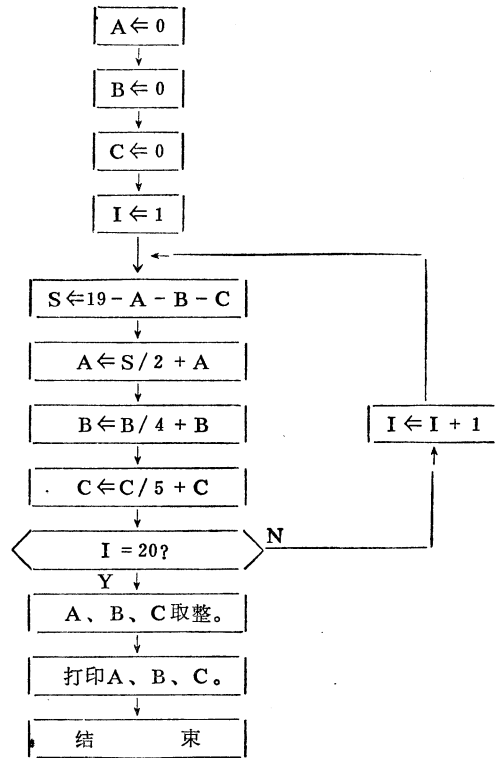 A⇐0
B⇐0
C⇐0
I⇐1
S⇐19-A-B-C
A⇐S/2+A
B⇐B/4+B
I⇐I+1
C⇐C/5+C
I=20?
N
Y
A、B、C取整。
打印A、B、C。
结 束